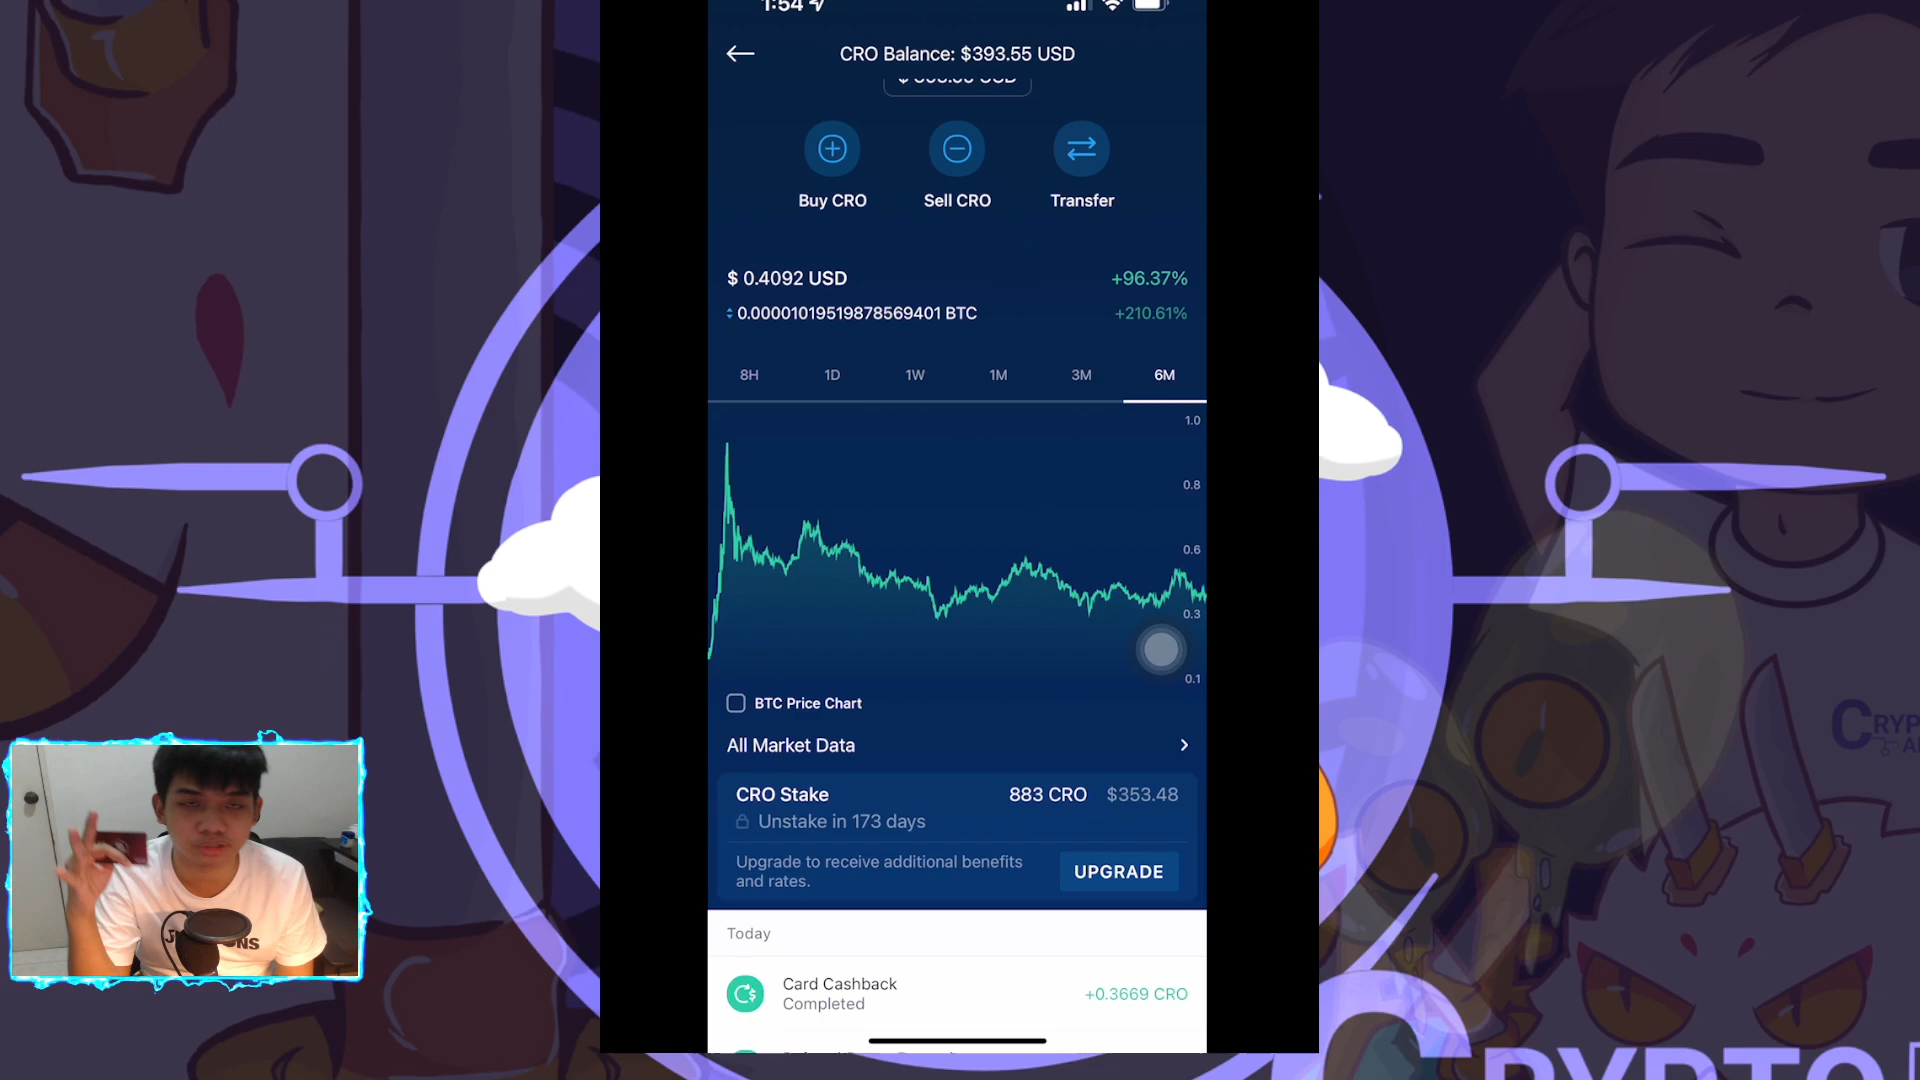 1:54
CRO Balance: $393.55 USD
Buy CRO
Sell CRO
Transfer
$ 0.4092 USD
+96.37%
0.00001019519878569401 BTC
+210.61%
8H
1D
1W
1M
3M
6M
1.0
0.8
0.6
0.3
0.1
BTC Price Chart
All Market Data
CRO Stake
883 CRO
$353.48
Unstake in 173 days
Upgrade to receive additional benefits
and rates.
UPGRADE
Today
Card Cashback
Completed
+0.3669 CRO